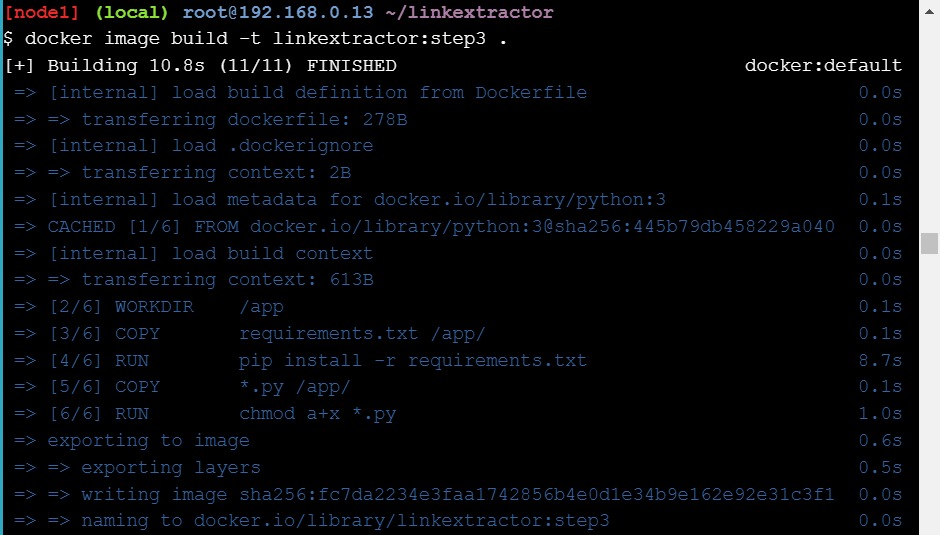 [node1] (local) root@192.168.0.13 ~/linkextractor
$ docker image build -t linkextractor:step3 .
[+] Building 10.8s (11/11) FINISHED docker:default
=> [internal] load build definition from Dockerfile 0.0s
=> => transferring dockerfile: 278B 0.0s
=> [internal] load .dockerignore 0.0s
=> => transferring context: 2B 0.0s
=> [internal] load metadata for docker.io/library/python:3 0.1s
=> CACHED [1/6] FROM docker.io/library/python:3@sha256:445b79db458229a040 0.0s
=> [internal] load build context 0.0s
=> => transferring context: 613B 0.0s
=> [2/6] WORKDIR /app 0.1s
=> [3/6] COPY requirements.txt /app/ 0.1s
=> [4/6] RUN pip install -r requirements.txt 8.7s
=> [5/6] COPY *.py /app/ 0.1s
=> [6/6] RUN chmod a+x *.py 1.0s
=> exporting to image 0.6s
=> => exporting layers 0.5s
=> => writing image sha256:fc7da2234e3faa1742856b4e0d1e34b9e162e92e31c3f1 0.0s
=> => naming to docker.io/library/linkextractor:step3 0.0s